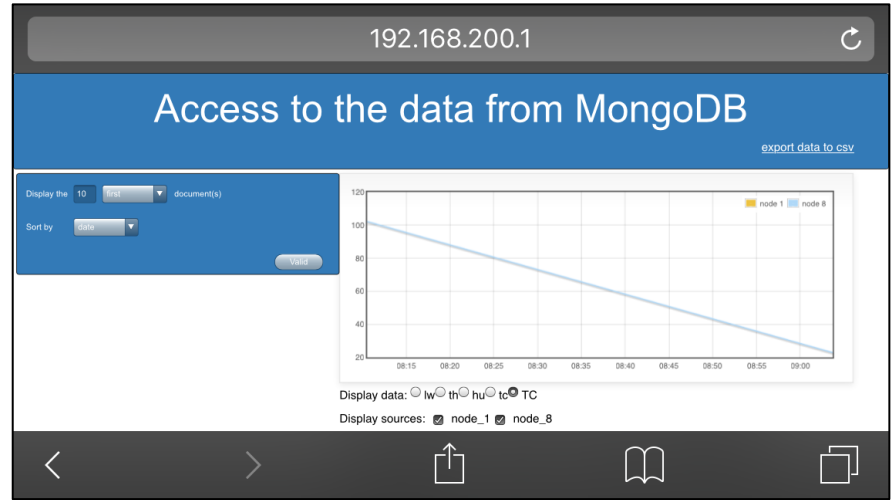 192.168.200.1
Access to the data from MongoDB
export data to csv
Display the 10 first document(s)
Sort by data
Valid
120
100
80
60
40
20
node 1 node 8
08:15 08:20 08:25 08:30 08:35 08:40 08:45 08:50 08:55 09:00
Display data: lw th hu tc TC
Display sources: node_1 node_8